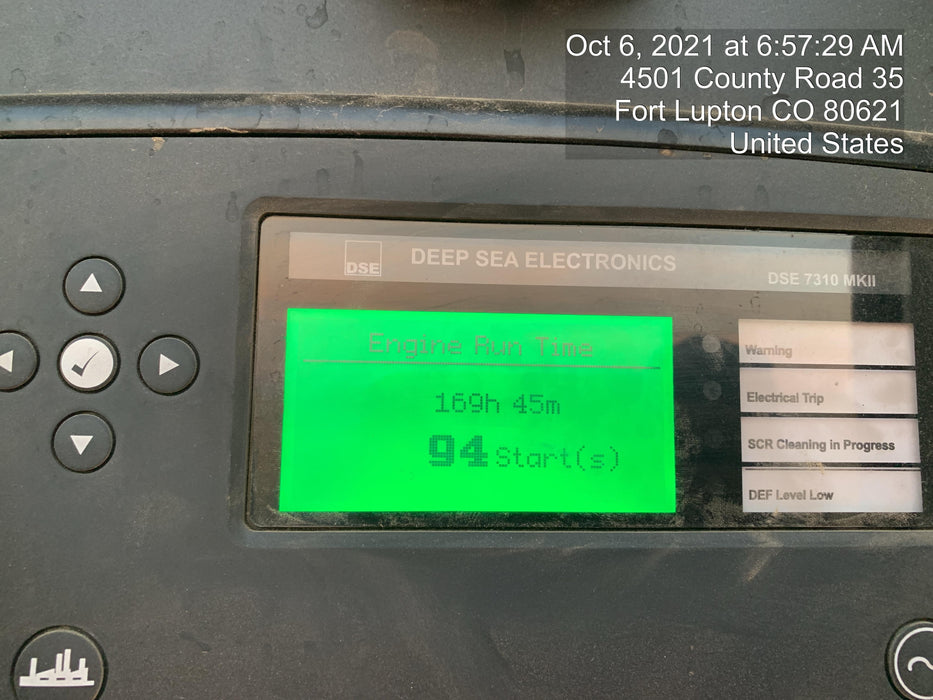 Oct 6, 2021 at 6:57:29 AM
4501 County Road 35
Fort Lupton CO 80621
United States
DSE
DEEP SEA ELECTRONICS
DSE 7310 MKII
Engine Run Time
169h 45m
94 Start(s)
Warning
Electrical Trip
SCR Cleaning in Progress
DEF Level Low